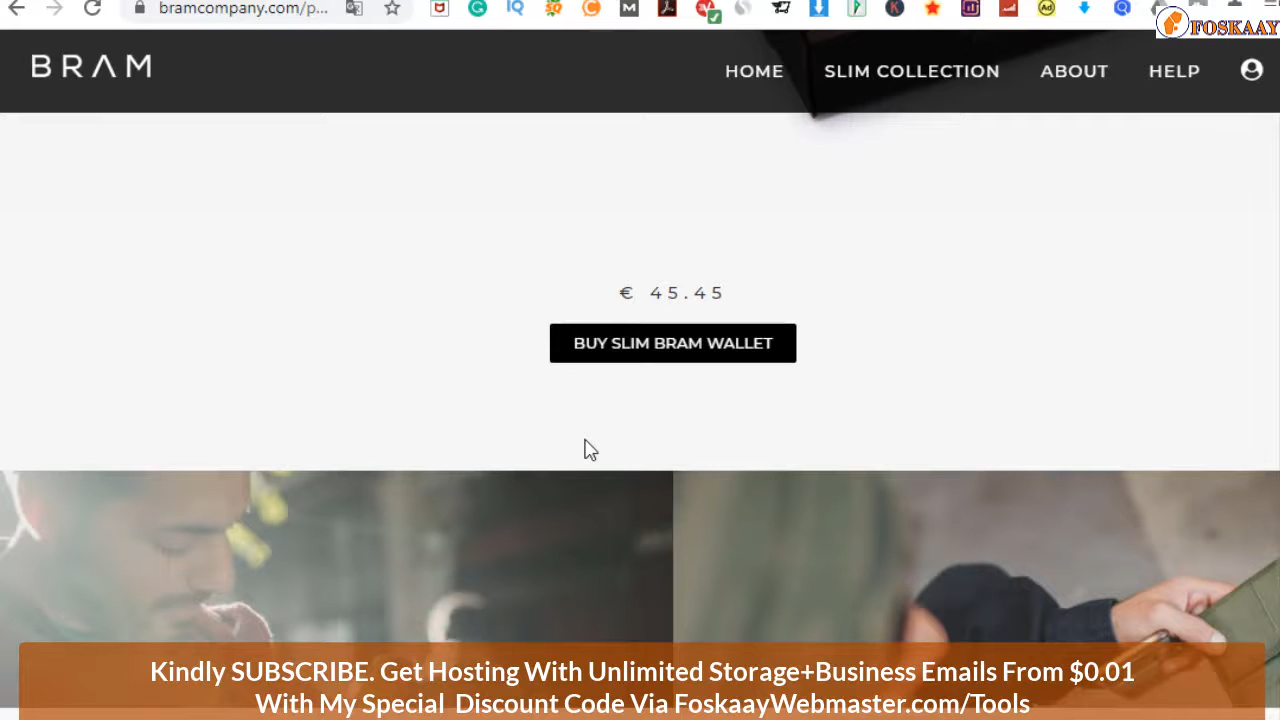 bramcompany.com/p...
FOSKAAY
BRAM
HOME SLIM COLLECTION ABOUT HELP
€ 45.45
BUY SLIM BRAM WALLET
Kindly SUBSCRIBE. Get Hosting With Unlimited Storage+Business Emails From $0.01
With My Special Discount Code Via FoskaayWebmaster.com/Tools